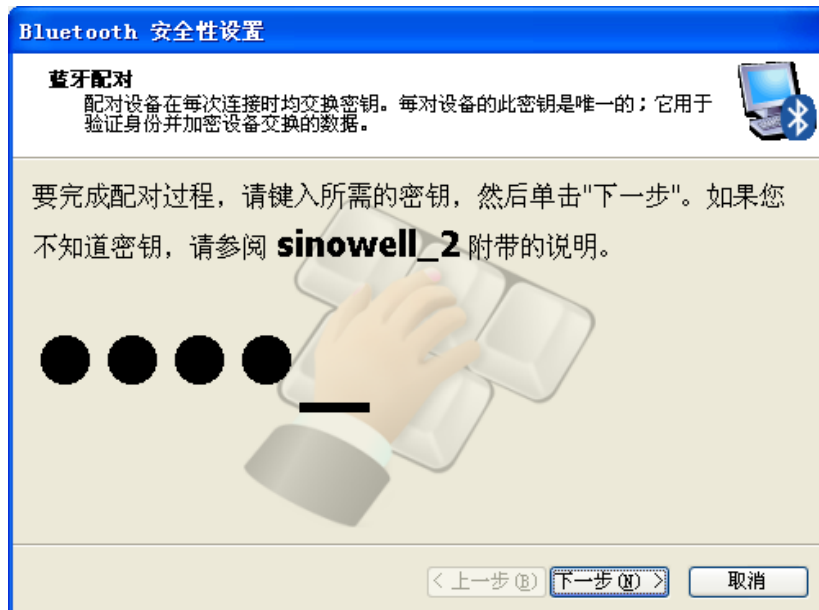 Bluetooth 安全性设置
蓝牙配对
配对设备在每次连接时均交换密钥。每对设备的此密钥是唯一的；它用于
验证身份并加密设备交换的数据。
要完成配对过程，请键入所需的密钥，然后单击"下一步"。如果您
不知道密钥，请参阅 sinowell_2 附带的说明。
< 上一步(B) 下一步(N) > 取消